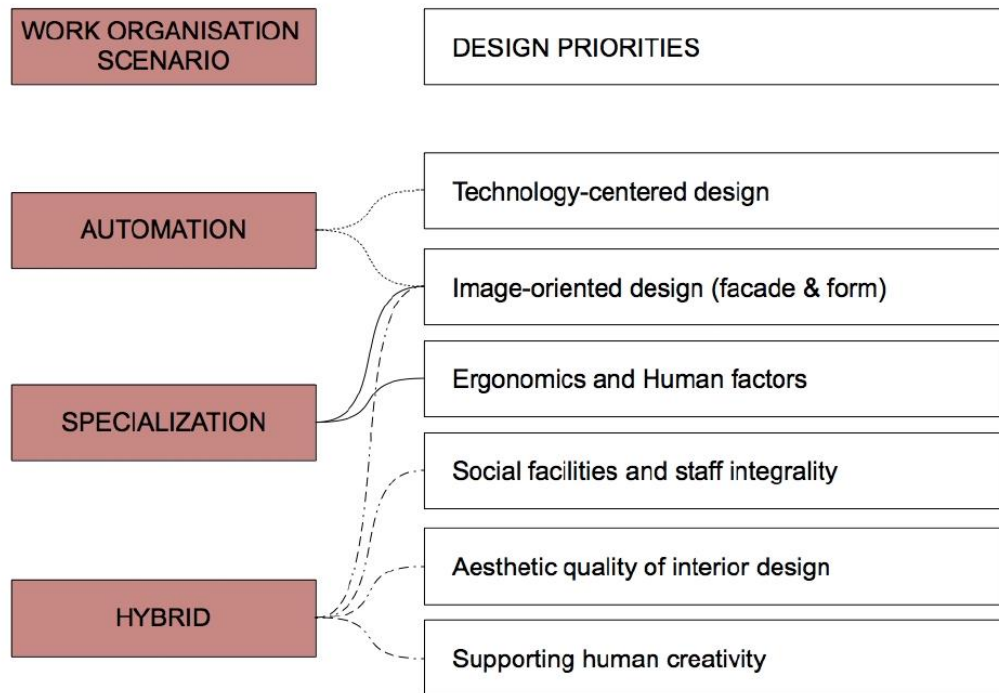 WORK ORGANISATION
SCENARIO
DESIGN PRIORITIES
AUTOMATION
SPECIALIZATION
HYBRID
Technology-centered design
Image-oriented design (facade & form)
Ergonomics and Human factors
Social facilities and staff integrality
Aesthetic quality of interior design
Supporting human creativity